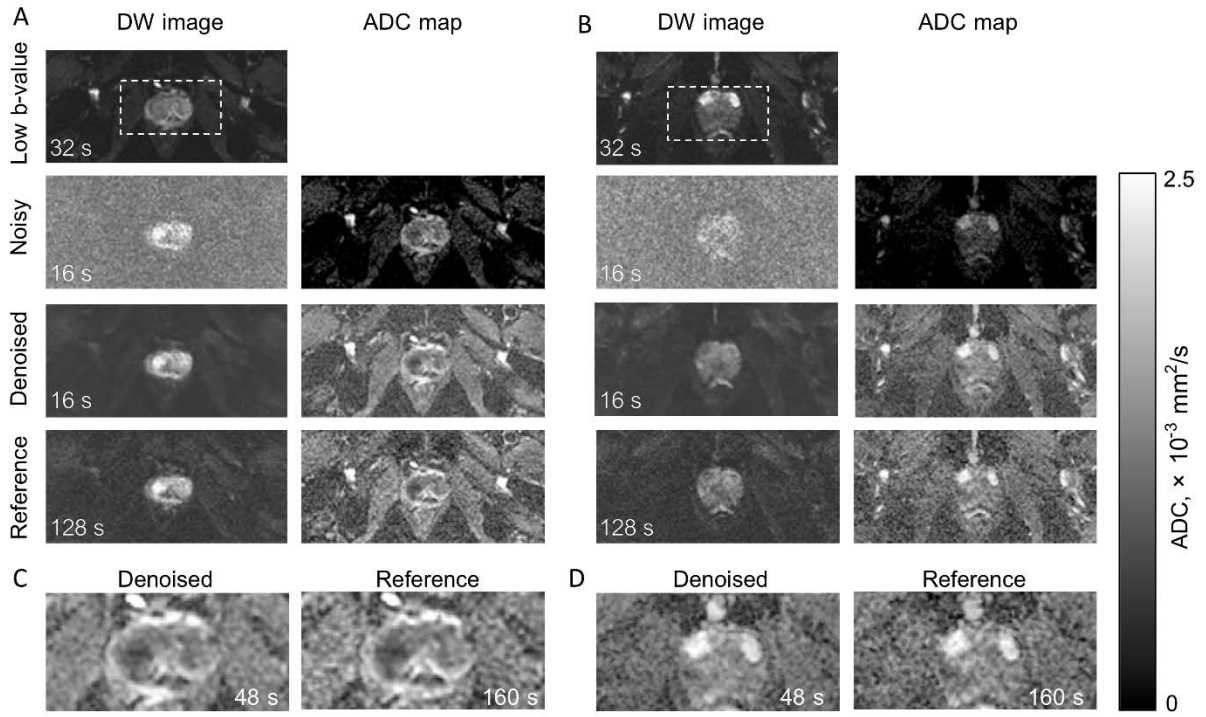 A
DW image
ADC map
B
DW image
ADC map
Low b-value
32 s
32 s
2.5
Noisy
16 s
16 s
Denoised
16 s
16 s
Reference
128 s
128 s
ADC, × 10⁻³ mm²/s
C
Denoised
Reference
D
Denoised
Reference
48 s
160 s
48 s
160 s
0